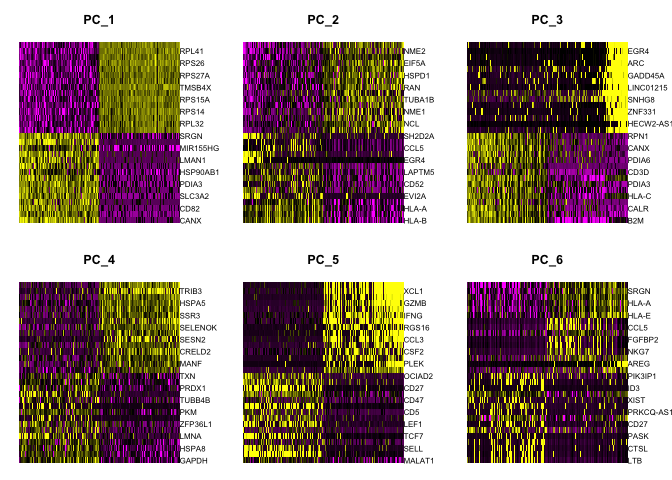 PC_1
RPL41
RPS26
RPS27A
TMSB4X
RPS15A
RPS14
RPL32
SRGN
MIR155HG
LMAN1
HSP90AB1
PDIA3
SLC3A2
CD82
CANX
PC_2
NME2
EIF5A
HSPD1
RAN
TUBA1B
NME1
NCL
SH2D2A
CCL5
EGR4
LAPTM5
CD52
EVI2A
HLA-A
HLA-B
PC_3
EGR4
ARC
GADD45A
LINC01215
SNHG8
ZNF331
HECW2-AS1
RPN1
CANX
PDIA6
CD3D
PDIA3
HLA-C
CALR
B2M
PC_4
TRIB3
HSPA5
SSR3
SELENOK
SESN2
CRELD2
MANF
TXN
PRDX1
TUBB4B
PKM
ZFP36L1
LMNA
HSPA8
GAPDH
PC_5
XCL1
GZMB
IFNG
RGS16
CCL3
CSF2
PLEK
OCIAD2
CD27
CD47
CD5
LEF1
TCF7
SELL
MALAT1
PC_6
SRGN
HLA-A
HLA-E
CCL5
FGFBP2
NKG7
AREG
PIK3IP1
ID3
XIST
PRKCQ-AS1
CD27
PASK
CTSL
LTB